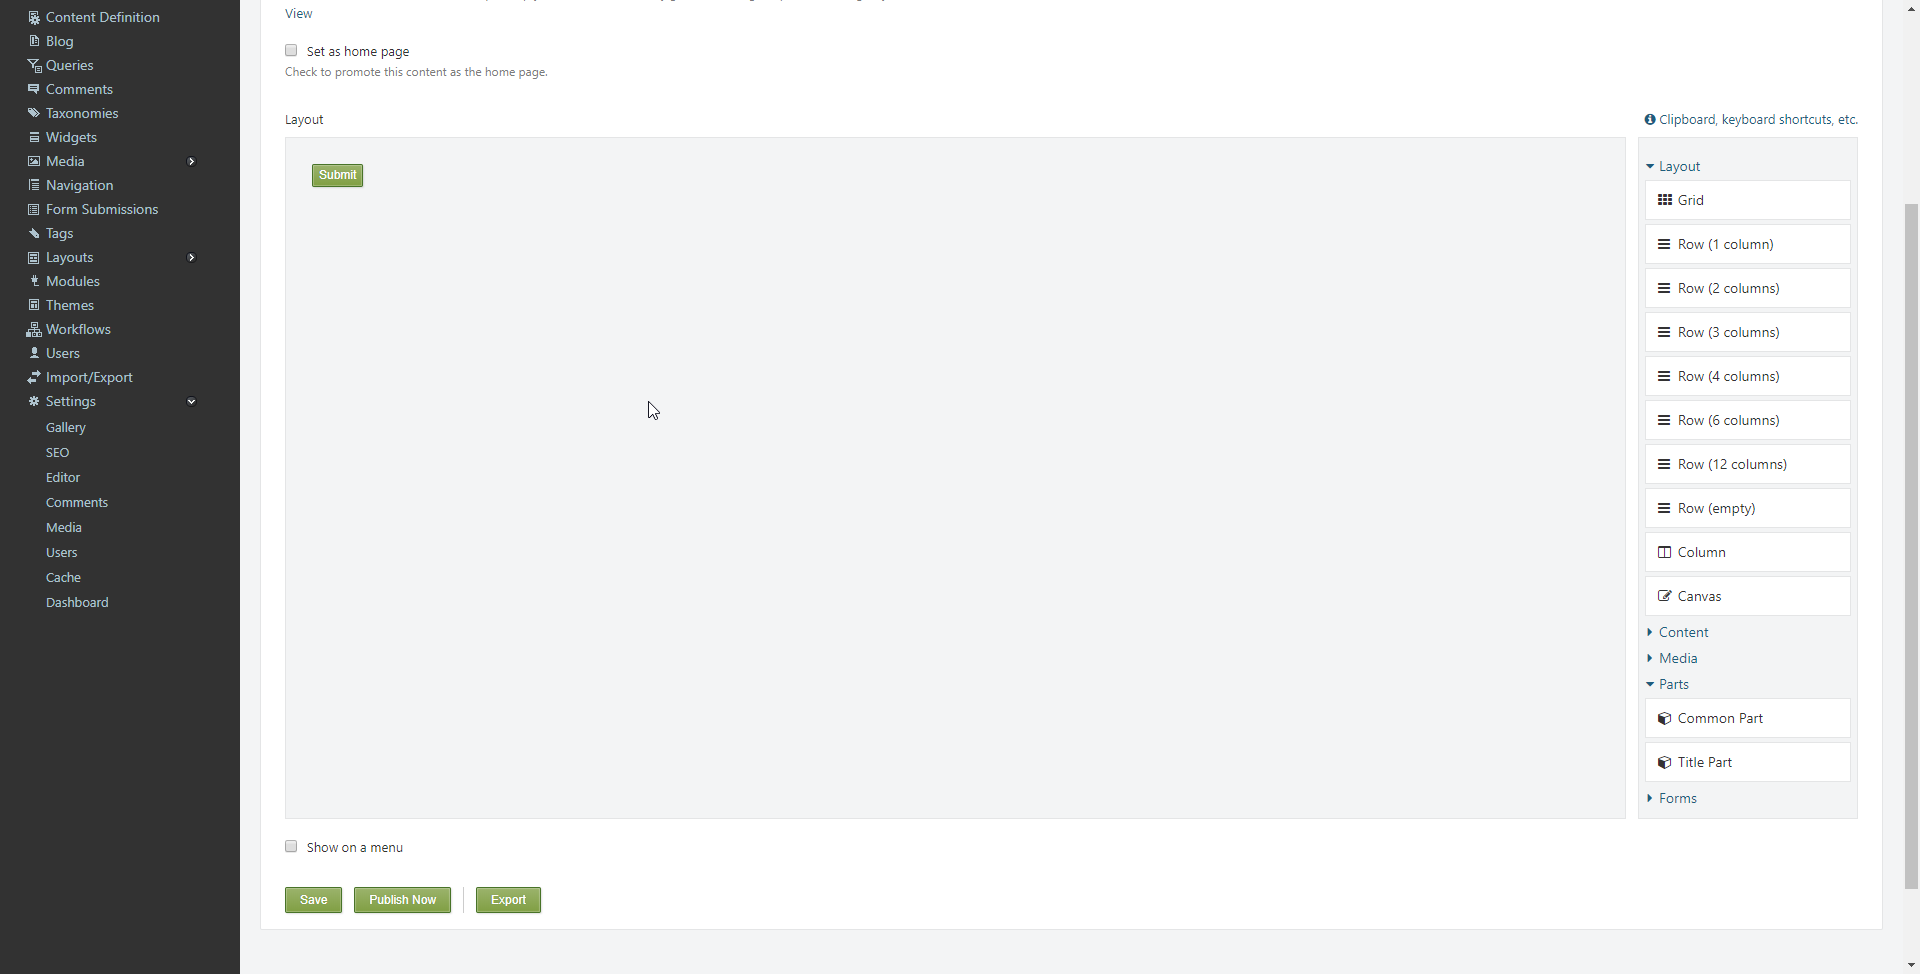 Content Definition
Blog
Queries
Comments
Taxonomies
Widgets
Media
Navigation
Form Submissions
Tags
Layouts
Modules
Themes
Workflows
Users
Import/Export
Settings
Gallery
SEO
Editor
Comments
Media
Users
Cache
Dashboard
View
Set as home page
Check to promote this content as the home page.
Layout
Submit
Clipboard, keyboard shortcuts, etc.
Layout
Grid
Row (1 column)
Row (2 columns)
Row (3 columns)
Row (4 columns)
Row (6 columns)
Row (12 columns)
Row (empty)
Column
Canvas
Content
Media
Parts
Common Part
Title Part
Forms
Show on a menu
Save
Publish Now
Export